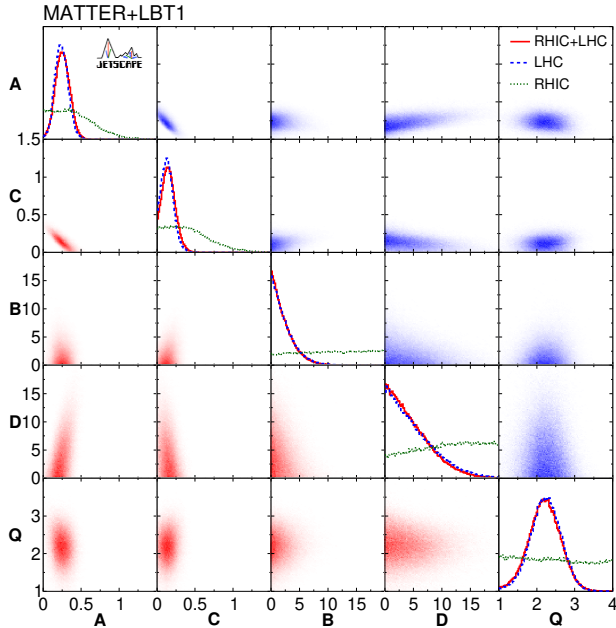 MATTER+LBT1
JETSCAPE
RHIC+LHC
LHC
RHIC
A
1.5
1
C
0.5
0
15
10
B
5
0
15
10
D
5
0
3
Q
2
1
0 0.5 1 0 0.5 1 0 5 10 15 0 5 10 15 1 2 3 4
A C B D Q